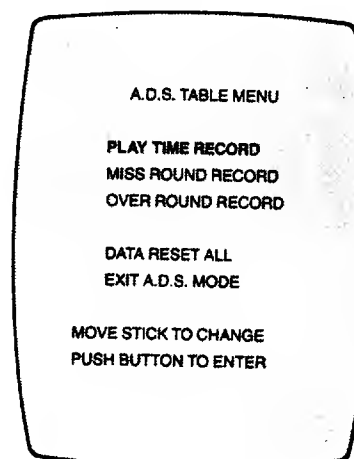 A.D.S. TABLE MENU
PLAY TIME RECORD
MISS ROUND RECORD
OVER ROUND RECORD
DATA RESET ALL
EXIT A.D.S. MODE
MOVE STICK TO CHANGE
PUSH BUTTON TO ENTER